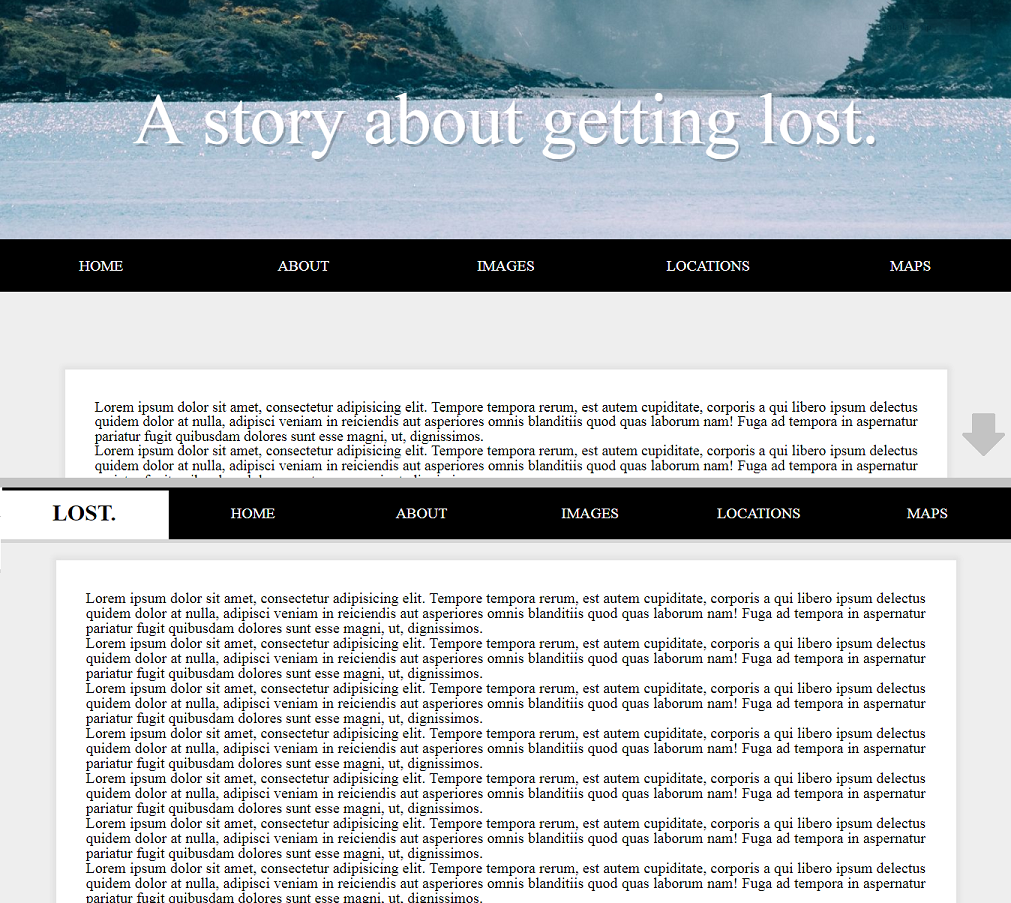 A story about getting lost.
HOME ABOUT IMAGES LOCATIONS MAPS
Lorem ipsum dolor sit amet, consectetur adipisicing elit. Tempore tempora rerum, est autem cupiditate, corporis a qui libero ipsum delectus
quidem dolor at nulla, adipisci veniam in reiciendis aut asperiores omnis blanditiis quod quas laborum nam! Fuga ad tempora in aspernatur
pariatur fugit quibusdam dolores sunt esse magni, ut, dignissimos.
Lorem ipsum dolor sit amet, consectetur adipisicing elit. Tempore tempora rerum, est autem cupiditate, corporis a qui libero ipsum delectus
quidem dolor at nulla, adipisci veniam in reiciendis aut asperiores omnis blanditiis quod quas laborum nam! Fuga ad tempora in aspernatur
LOST. HOME ABOUT IMAGES LOCATIONS MAPS
Lorem ipsum dolor sit amet, consectetur adipisicing elit. Tempore tempora rerum, est autem cupiditate, corporis a qui libero ipsum delectus
quidem dolor at nulla, adipisci veniam in reiciendis aut asperiores omnis blanditiis quod quas laborum nam! Fuga ad tempora in aspernatur
pariatur fugit quibusdam dolores sunt esse magni, ut, dignissimos.
Lorem ipsum dolor sit amet, consectetur adipisicing elit. Tempore tempora rerum, est autem cupiditate, corporis a qui libero ipsum delectus
quidem dolor at nulla, adipisci veniam in reiciendis aut asperiores omnis blanditiis quod quas laborum nam! Fuga ad tempora in aspernatur
pariatur fugit quibusdam dolores sunt esse magni, ut, dignissimos.
Lorem ipsum dolor sit amet, consectetur adipisicing elit. Tempore tempora rerum, est autem cupiditate, corporis a qui libero ipsum delectus
quidem dolor at nulla, adipisci veniam in reiciendis aut asperiores omnis blanditiis quod quas laborum nam! Fuga ad tempora in aspernatur
pariatur fugit quibusdam dolores sunt esse magni, ut, dignissimos.
Lorem ipsum dolor sit amet, consectetur adipisicing elit. Tempore tempora rerum, est autem cupiditate, corporis a qui libero ipsum delectus
quidem dolor at nulla, adipisci veniam in reiciendis aut asperiores omnis blanditiis quod quas laborum nam! Fuga ad tempora in aspernatur
pariatur fugit quibusdam dolores sunt esse magni, ut, dignissimos.
Lorem ipsum dolor sit amet, consectetur adipisicing elit. Tempore tempora rerum, est autem cupiditate, corporis a qui libero ipsum delectus
quidem dolor at nulla, adipisci veniam in reiciendis aut asperiores omnis blanditiis quod quas laborum nam! Fuga ad tempora in aspernatur
pariatur fugit quibusdam dolores sunt esse magni, ut, dignissimos.
Lorem ipsum dolor sit amet, consectetur adipisicing elit. Tempore tempora rerum, est autem cupiditate, corporis a qui libero ipsum delectus
quidem dolor at nulla, adipisci veniam in reiciendis aut asperiores omnis blanditiis quod quas laborum nam! Fuga ad tempora in aspernatur
pariatur fugit quibusdam dolores sunt esse magni, ut, dignissimos.
Lorem ipsum dolor sit amet, consectetur adipisicing elit. Tempore tempora rerum, est autem cupiditate, corporis a qui libero ipsum delectus
quidem dolor at nulla, adipisci veniam in reiciendis aut asperiores omnis blanditiis quod quas laborum nam! Fuga ad tempora in aspernatur
pariatur fugit quibusdam dolores sunt esse magni, ut, dignissimos.